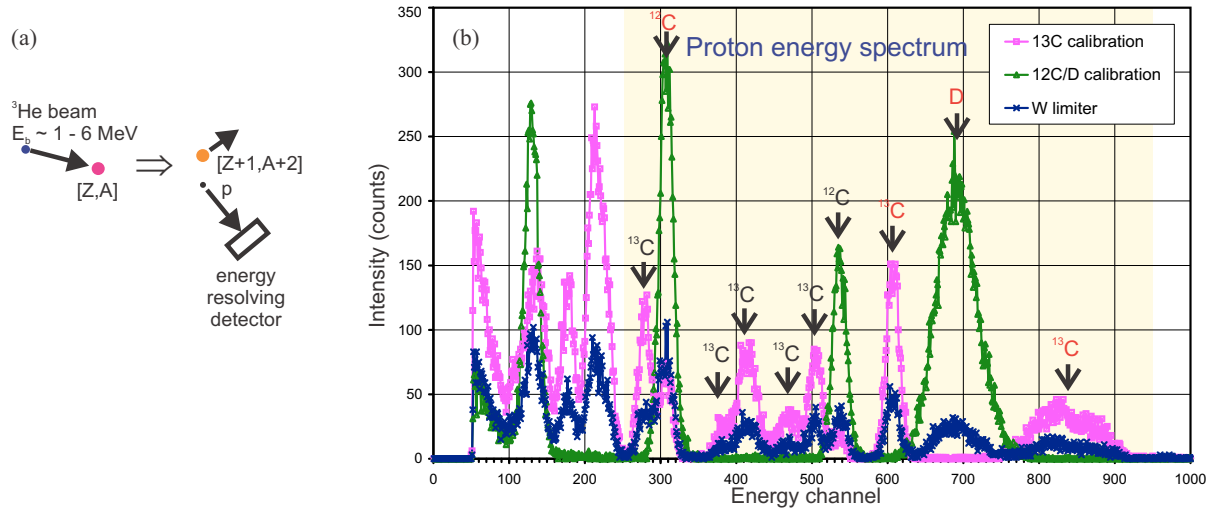 (a)
³He beam
E_b ~ 1 - 6 MeV
[Z,A]
[Z+1,A+2]
p
energy
resolving
detector
(b)
Proton energy spectrum
13C calibration
12C/D calibration
W limiter
¹²C
D
¹³C
¹²C
¹³C
¹³C
¹³C
¹³C
¹³C
¹³C
Intensity (counts)
350
300
250
200
150
100
50
0
0 100 200 300 400 500 600 700 800 900 1000
Energy channel